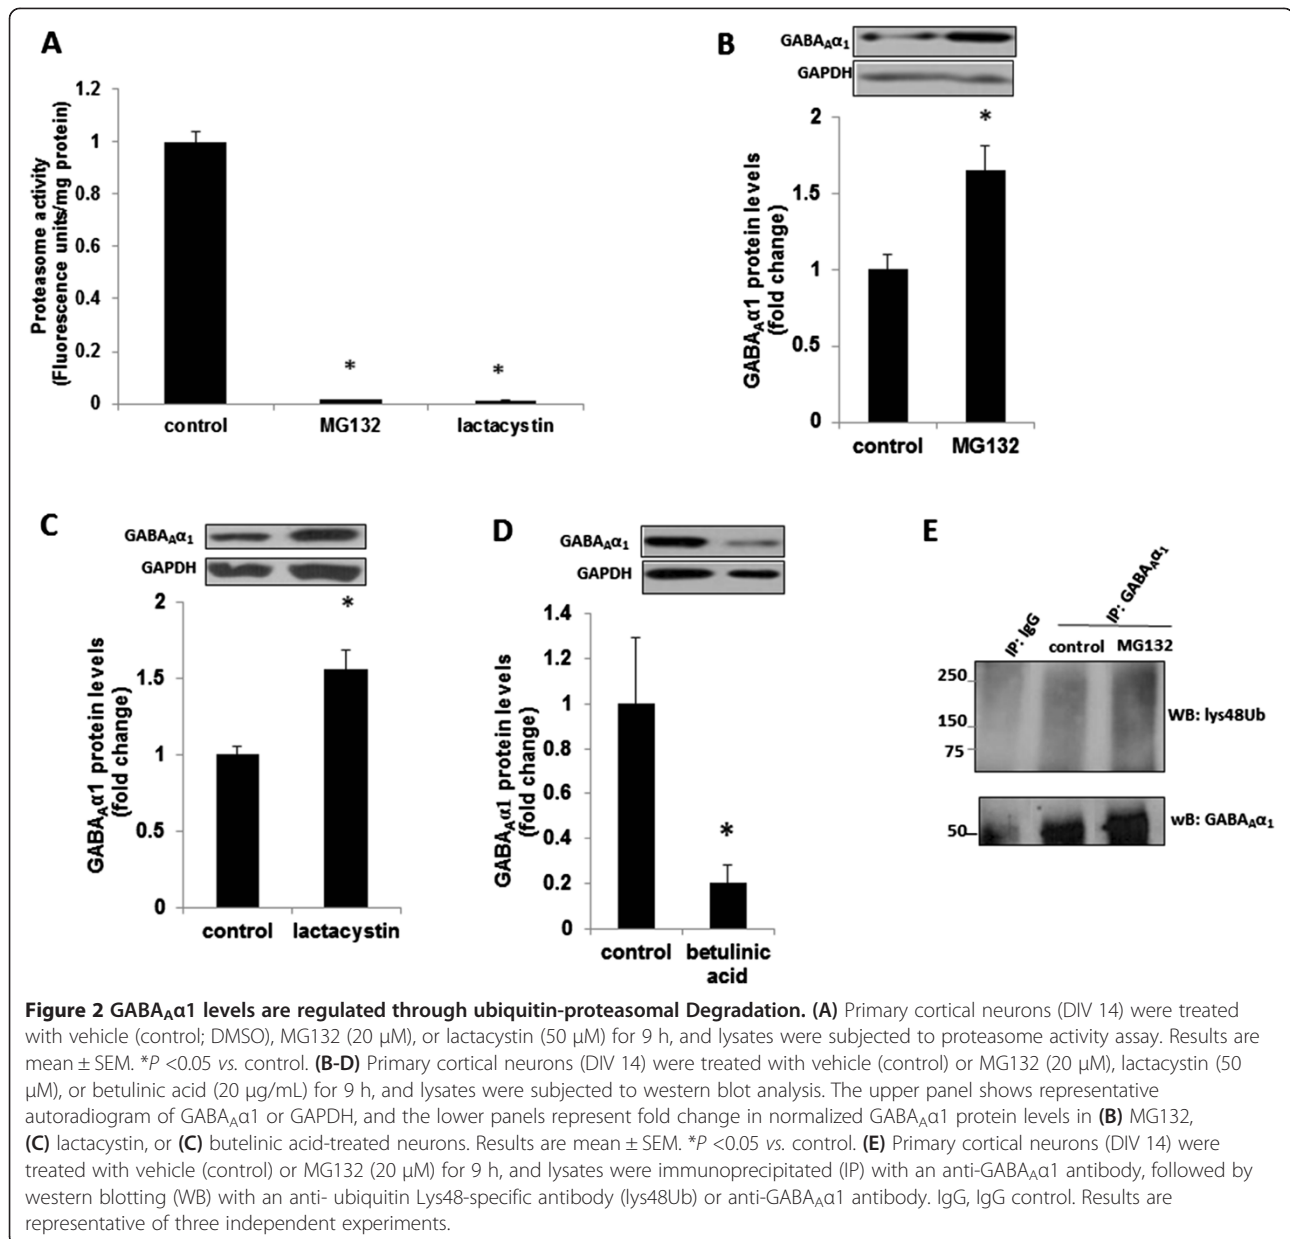 A
Proteasome activity
(Fluorescence units/mg protein)
1.2
1
0.8
0.6
0.4
0.2
0
*
*
control
MG132
lactacystin
B
GABAAα1
GAPDH
GABAAα1 protein levels
(fold change)
2
1.5
1
0.5
0
*
control
MG132
C
GABAAα1
GAPDH
GABAAα1 protein levels
(fold change)
2
1.5
1
0.5
0
*
control
lactacystin
D
GABAAα1
GAPDH
GABAAα1 protein levels
(fold change)
1.4
1.2
1
0.8
0.6
0.4
0.2
0
*
control
betulinic
acid
E
IP: IgG
IP: GABAAα1
control
MG132
250
150
75
WB: lys48Ub
50
wB: GABAAα1
Figure 2 GABAAα1 levels are regulated through ubiquitin-proteasomal Degradation. (A) Primary cortical neurons (DIV 14) were treated
with vehicle (control; DMSO), MG132 (20 μM), or lactacystin (50 μM) for 9 h, and lysates were subjected to proteasome activity assay. Results are
mean ± SEM. *P <0.05 vs. control. (B-D) Primary cortical neurons (DIV 14) were treated with vehicle (control) or MG132 (20 μM), lactacystin (50
μM), or betulinic acid (20 μg/mL) for 9 h, and lysates were subjected to western blot analysis. The upper panel shows representative
autoradiogram of GABAAα1 or GAPDH, and the lower panels represent fold change in normalized GABAAα1 protein levels in (B) MG132,
(C) lactacystin, or (C) butelinic acid-treated neurons. Results are mean ± SEM. *P <0.05 vs. control. (E) Primary cortical neurons (DIV 14) were
treated with vehicle (control) or MG132 (20 μM) for 9 h, and lysates were immunoprecipitated (IP) with an anti-GABAAα1 antibody, followed by
western blotting (WB) with an anti- ubiquitin Lys48-specific antibody (lys48Ub) or anti-GABAAα1 antibody. IgG, IgG control. Results are
representative of three independent experiments.